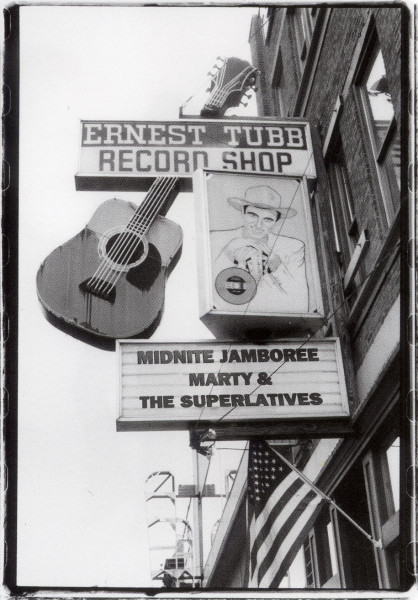 ERNEST TUBB
RECORD SHOP
MIDNITE JAMBOREE
MARTY &
THE SUPERLATIVES